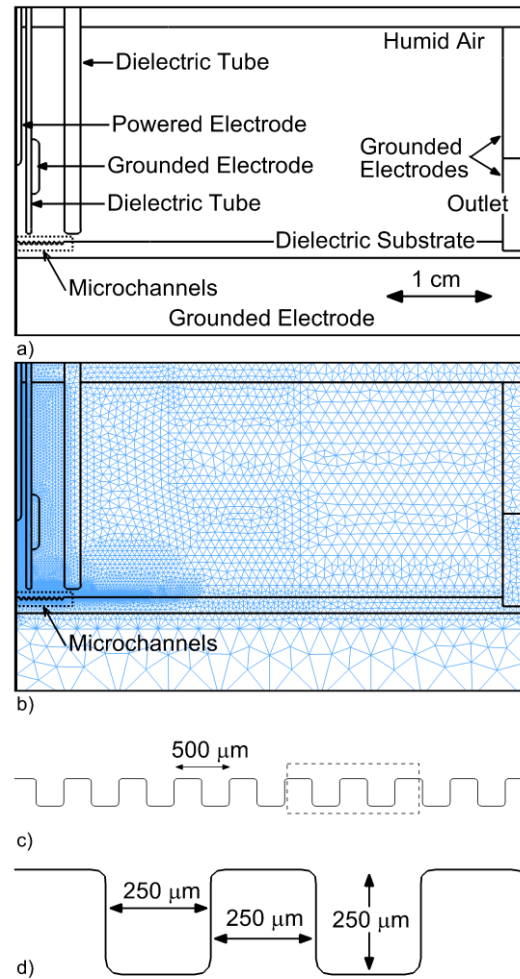 Humid Air
Dielectric Tube
Powered Electrode
Grounded Electrode
Grounded
Electrodes
Dielectric Tube
Outlet
Dielectric Substrate
Microchannels
1 cm
Grounded Electrode
a)
Microchannels
b)
500 μm
c)
250 μm
250 μm
250 μm
d)